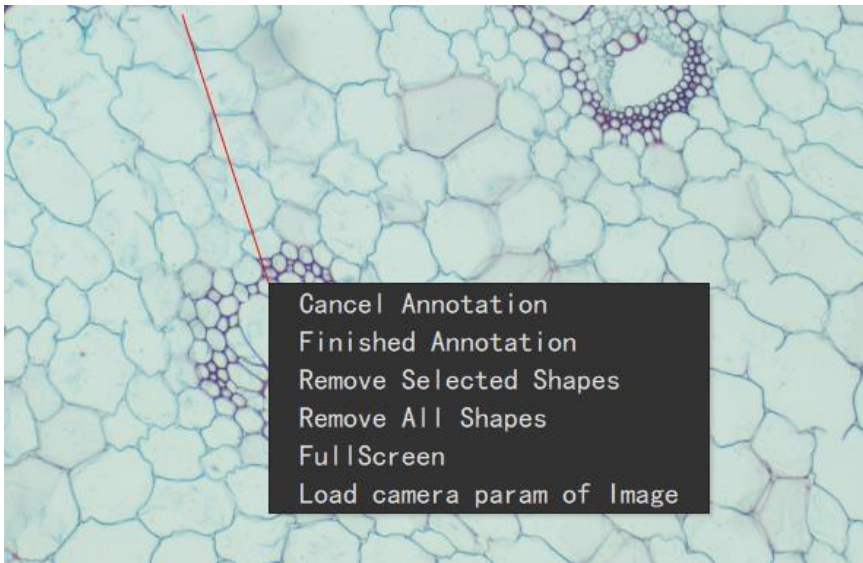 Cancel Annotation
Finished Annotation
Remove Selected Shapes
Remove All Shapes
FullScreen
Load camera param of Image